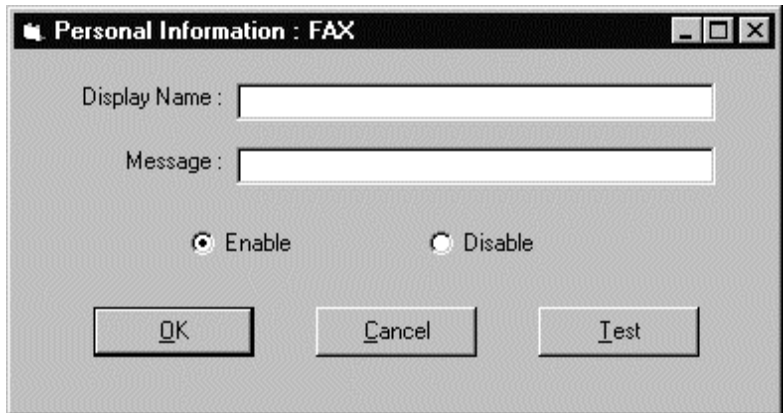 Personal Information : FAX
Display Name :
Message :
Enable Disable
OK Cancel Test